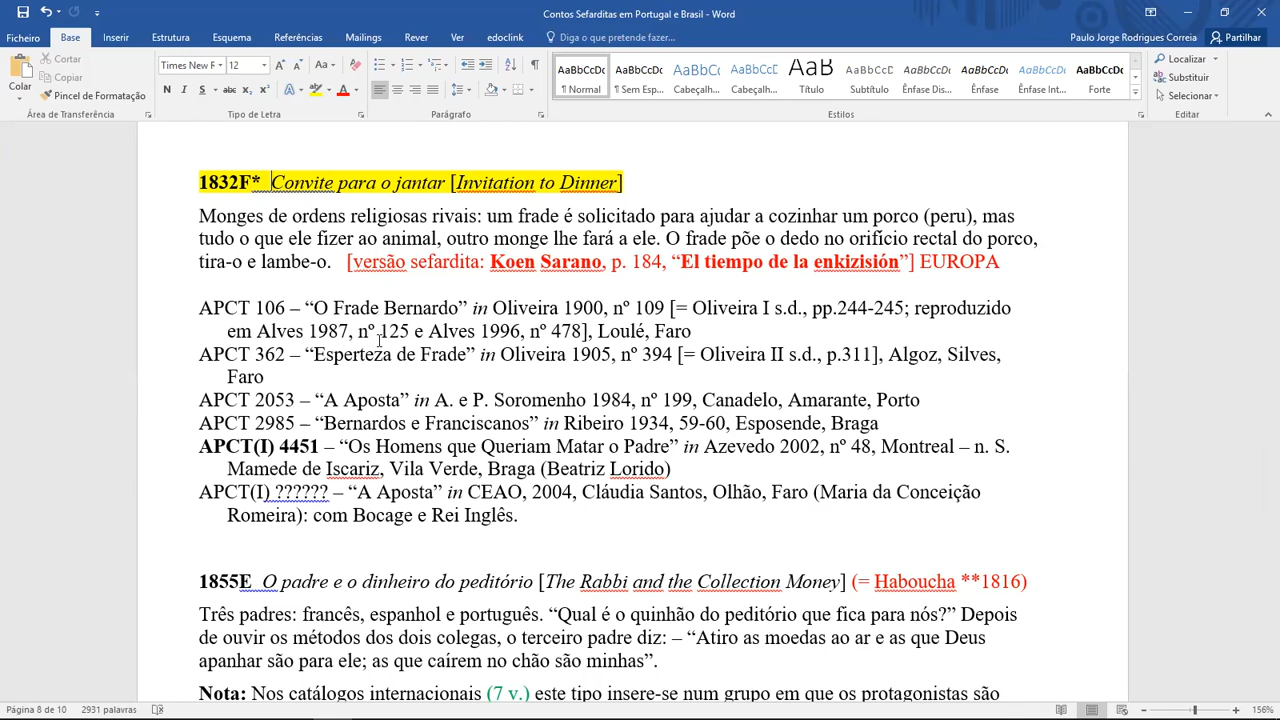 Contos Sefarditas em Portugal e Brasil - Word
Ficheiro Base Inserir Estrutura Esquema Referências Mailings Rever Ver edoclink Diga o que pretende fazer... Paulo Jorge Rodrigues Correia Partilhar
Colar
Cortar
Copiar
Pincel de Formatação
Área de Transferência
Times New R 12
N I S abc x₂ x²
Tipo de Letra
Parágrafo
AaBbCcDc AaBbCcDc AaBbCcDc AaBbCcDc AaB AaBbCcDc AaBbCcDc AaBbCcDc AaBbCcDc AaBbCcDc
¶ Normal ¶ Sem Esp... Cabeçalh... Cabeçalh... Título Subtítulo Ênfase Dis... Ênfase Ênfase Int... Forte
Estilos
Localizar
Substituir
Selecionar
Editar
1832F* Convite para o jantar [Invitation to Dinner]
Monges de ordens religiosas rivais: um frade é solicitado para ajudar a cozinhar um porco (peru), mas
tudo o que ele fizer ao animal, outro monge lhe fará a ele. O frade põe o dedo no orifício rectal do porco,
tira-o e lambe-o. [versão sefardita: Koen Sarano, p. 184, “El tiempo de la enkizisión”] EUROPA
APCT 106 – “O Frade Bernardo” in Oliveira 1900, nº 109 [= Oliveira I s.d., pp.244-245; reproduzido
em Alves 1987, nº 125 e Alves 1996, nº 478], Loulé, Faro
APCT 362 – “Esperteza de Frade” in Oliveira 1905, nº 394 [= Oliveira II s.d., p.311], Algoz, Silves,
Faro
APCT 2053 – “A Aposta” in A. e P. Soromenho 1984, nº 199, Canadelo, Amarante, Porto
APCT 2985 – “Bernardos e Franciscanos” in Ribeiro 1934, 59-60, Esposende, Braga
APCT(I) 4451 – “Os Homens que Queriam Matar o Padre” in Azevedo 2002, nº 48, Montreal – n. S.
Mamede de Iscariz, Vila Verde, Braga (Beatriz Lorido)
APCT(I) ?????? – “A Aposta” in CEAO, 2004, Cláudia Santos, Olhão, Faro (Maria da Conceição
Romeira): com Bocage e Rei Inglês.
1855E O padre e o dinheiro do peditório [The Rabbi and the Collection Money] (= Haboucha **1816)
Três padres: francês, espanhol e português. “Qual é o quinhão do peditório que fica para nós?” Depois
de ouvir os métodos dos dois colegas, o terceiro padre diz: – “Atiro as moedas ao ar e as que Deus
apanhar são para ele; as que caírem no chão são minhas”.
Nota: Nos catálogos internacionais (7 v.) este tipo insere-se num grupo em que os protagonistas são
Página 8 de 10 2931 palavras 156%